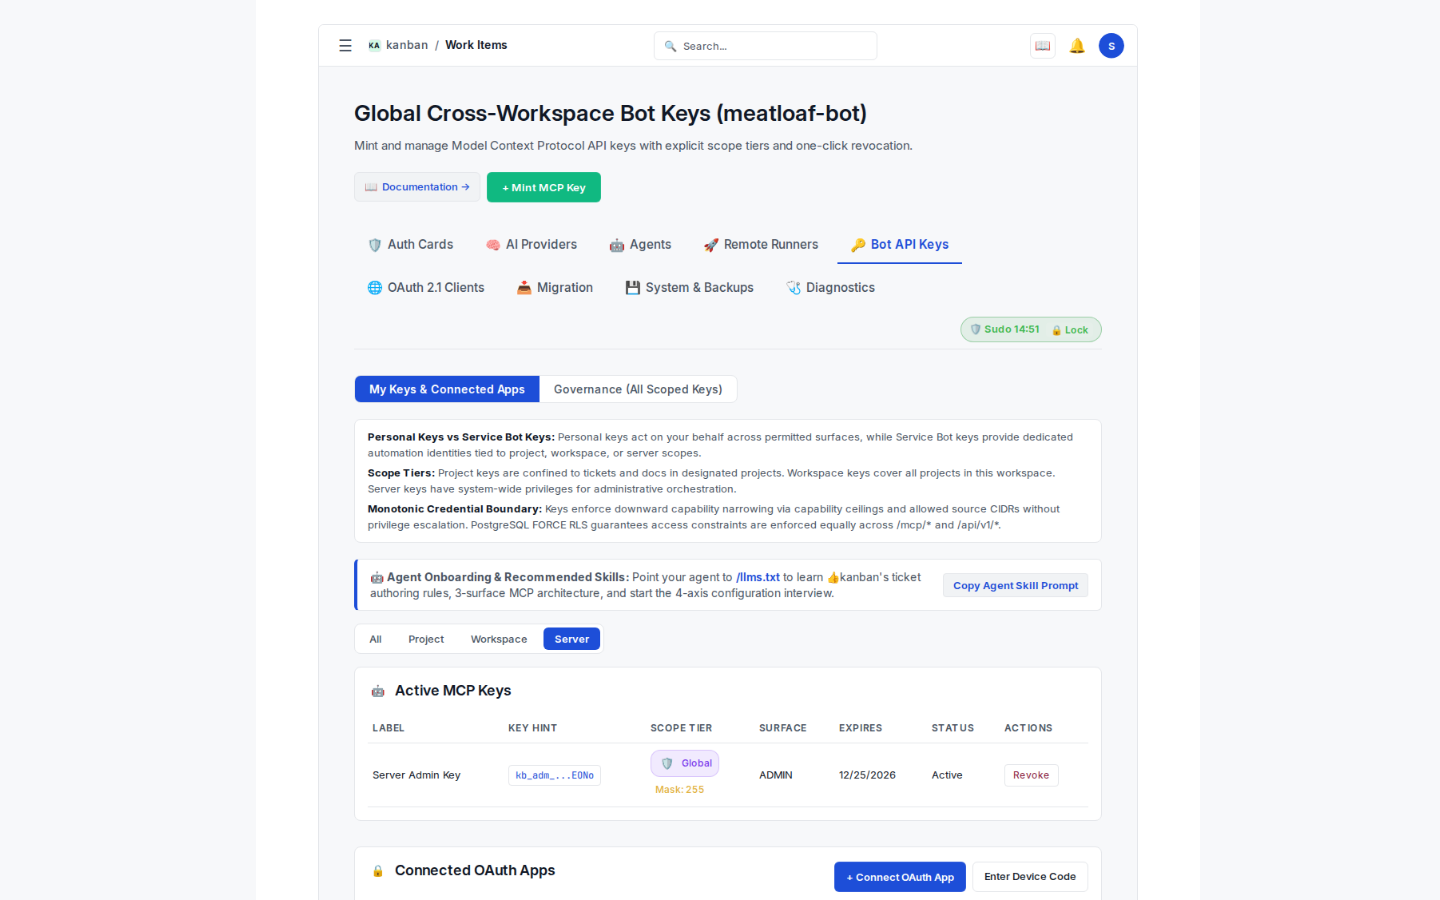 KA kanban / Work Items
Search...
S
Global Cross-Workspace Bot Keys (meatloaf-bot)
Mint and manage Model Context Protocol API keys with explicit scope tiers and one-click revocation.
Documentation →
+ Mint MCP Key
Auth Cards
AI Providers
Agents
Remote Runners
Bot API Keys
OAuth 2.1 Clients
Migration
System & Backups
Diagnostics
Sudo 14:51
Lock
My Keys & Connected Apps
Governance (All Scoped Keys)
Personal Keys vs Service Bot Keys: Personal keys act on your behalf across permitted surfaces, while Service Bot keys provide dedicated
automation identities tied to project, workspace, or server scopes.
Scope Tiers: Project keys are confined to tickets and docs in designated projects. Workspace keys cover all projects in this workspace.
Server keys have system-wide privileges for administrative orchestration.
Monotonic Credential Boundary: Keys enforce downward capability narrowing via capability ceilings and allowed source CIDRs without
privilege escalation. PostgreSQL FORCE RLS guarantees access constraints are enforced equally across /mcp/* and /api/v1/*.
🤖 Agent Onboarding & Recommended Skills: Point your agent to /llms.txt to learn 👍kanban's ticket
authoring rules, 3-surface MCP architecture, and start the 4-axis configuration interview.
Copy Agent Skill Prompt
All
Project
Workspace
Server
Active MCP Keys
LABEL KEY HINT SCOPE TIER SURFACE EXPIRES STATUS ACTIONS
Server Admin Key kb_adm_...EONo Global ADMIN 12/25/2026 Active Revoke
Mask: 255
Connected OAuth Apps
+ Connect OAuth App
Enter Device Code